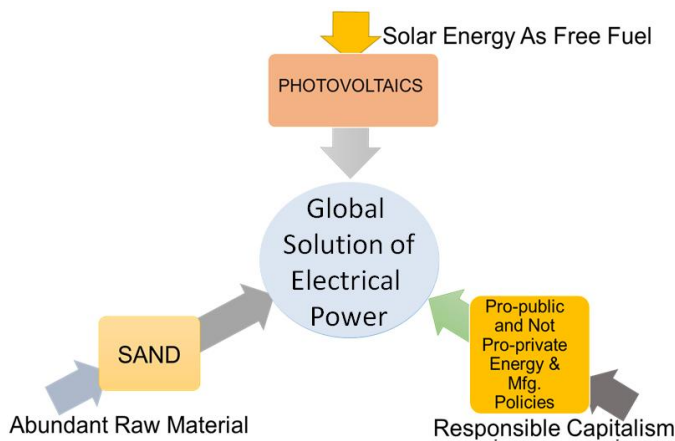 Solar Energy As Free Fuel
PHOTOVOLTAICS
Global
Solution of
Electrical
Power
SAND
Abundant Raw Material
Pro-public
and Not
Pro-private
Energy &
Mfg.
Policies
Responsible Capitalism